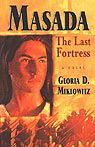 MASADA
The Last Fortress
A NOVEL
GLORIA D.
MIKLOWITZ